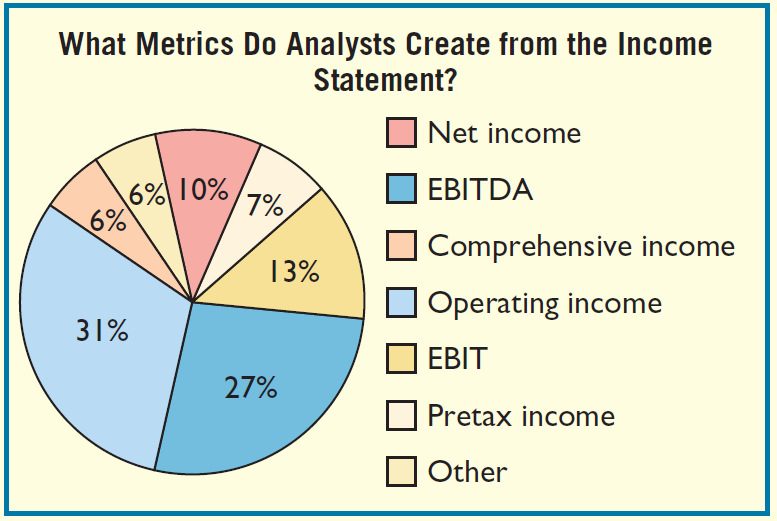 What Metrics Do Analysts Create from the Income
Statement?
10%
7%
13%
27%
31%
6%
6%
Net income
EBITDA
Comprehensive income
Operating income
EBIT
Pretax income
Other